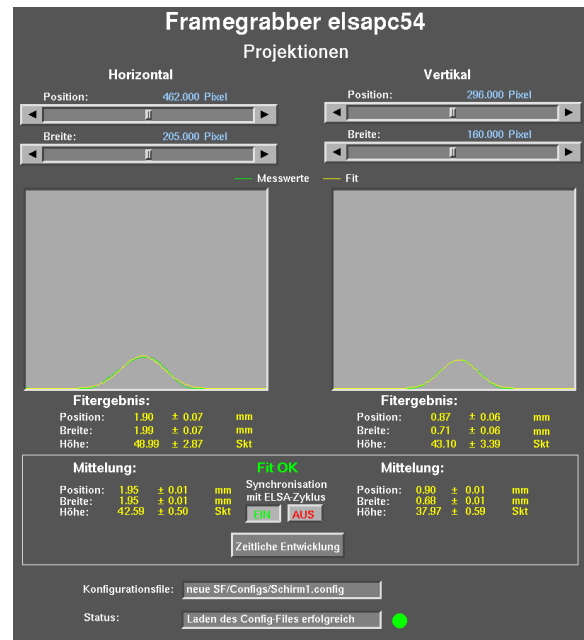 Framegrabber elsapc54
Projektionen
Horizontal
Vertikal
Position: 462.000 Pixel
Position: 296.000 Pixel
Breite: 205.000 Pixel
Breite: 160.000 Pixel
Messwerte Fit
Fitergebnis:
Position: 1.90 ± 0.07 mm
Breite: 1.99 ± 0.07 mm
Höhe: 48.99 ± 2.87 Skt
Fitergebnis:
Position: 0.87 ± 0.06 mm
Breite: 0.71 ± 0.06 mm
Höhe: 43.10 ± 3.39 Skt
Mittelung:
Position: 1.95 ± 0.01 mm
Breite: 1.95 ± 0.01 mm
Höhe: 42.59 ± 0.50 Skt
Fit OK
Synchronisation
mit ELSA-Zyklus
EIN AUS
Mittelung:
Position: 0.90 ± 0.01 mm
Breite: 0.68 ± 0.01 mm
Höhe: 37.97 ± 0.59 Skt
Zeitliche Entwicklung
Konfigurationsfile: neue SF/Configs/Schirm1.config
Status: Laden des Config-Files erfolgreich